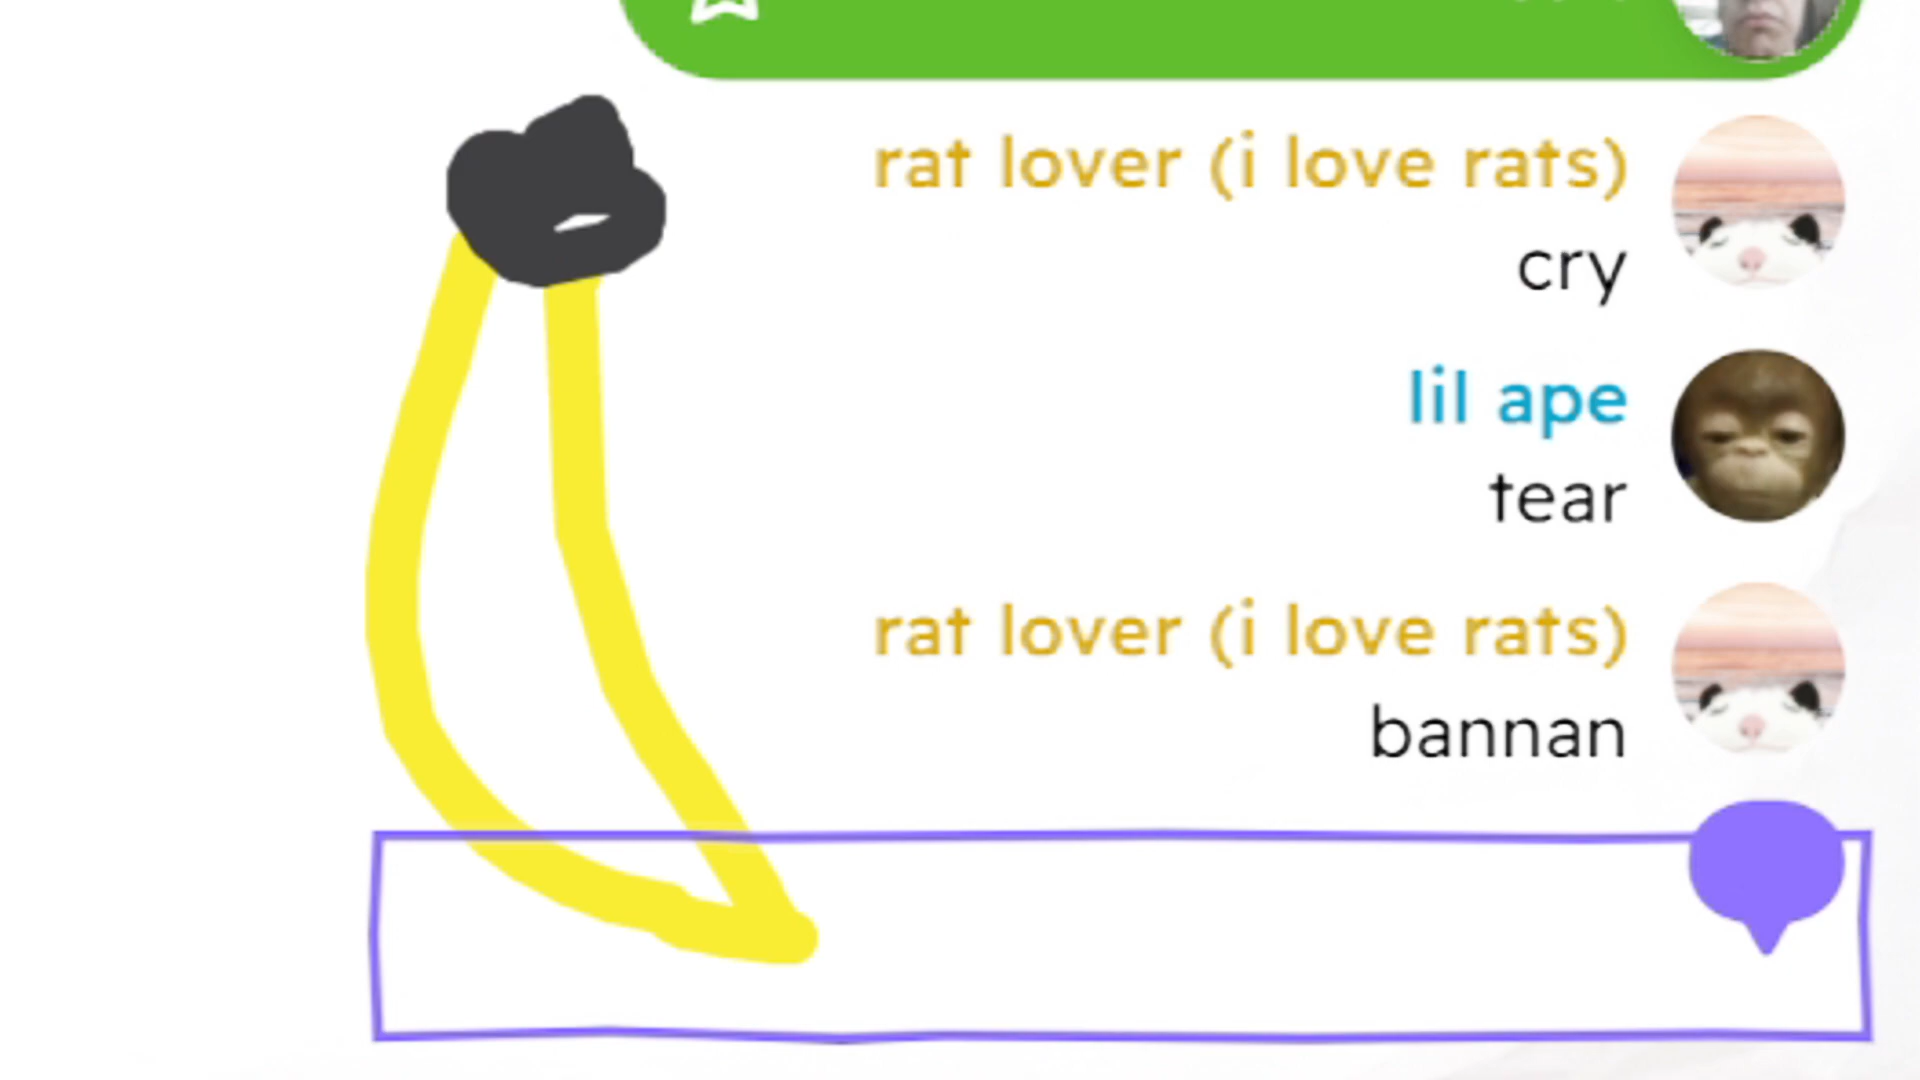 rat lover (i love rats)
cry
lil ape
tear
rat lover (i love rats)
bannan